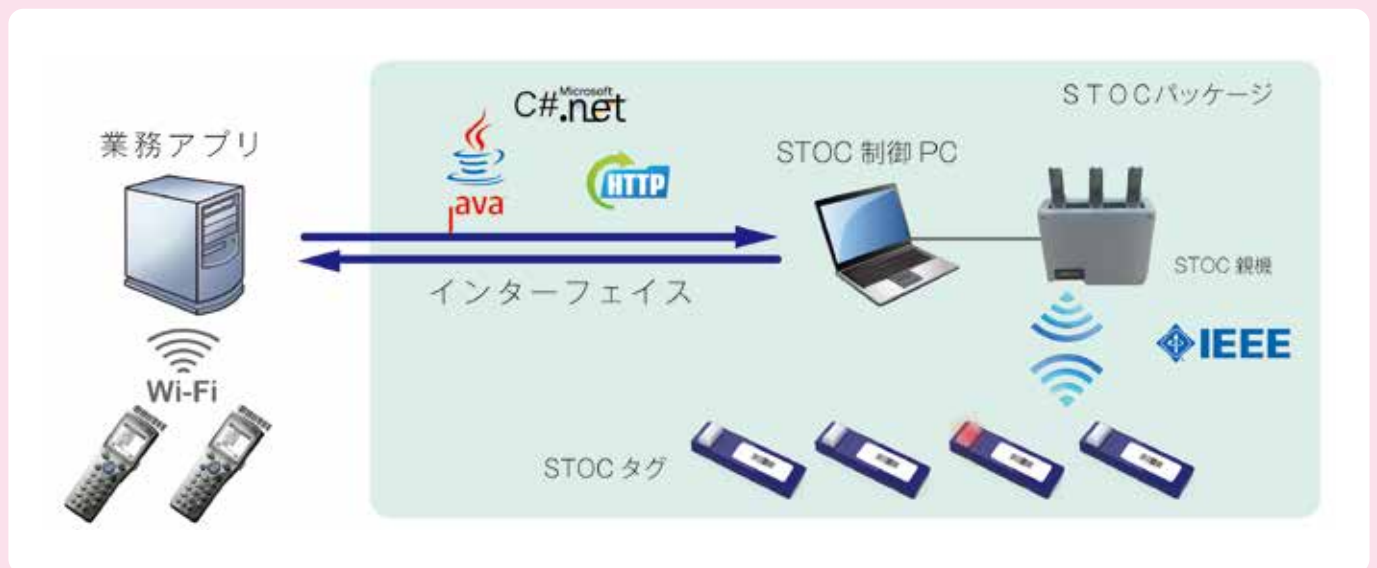 STOCパッケージ
C# Microsoft .net
業務アプリ
Java
HTTP
STOC 制御 PC
STOC 親機
インターフェイス
IEEE
Wi-Fi
STOC タグ